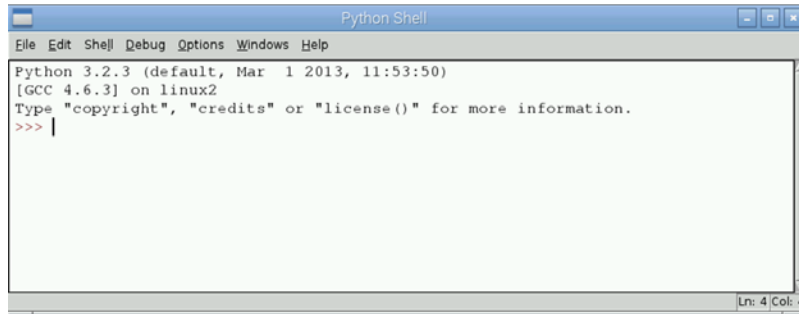 Python Shell
File Edit Shell Debug Options Windows Help
Python 3.2.3 (default, Mar  1 2013, 11:53:50)
[GCC 4.6.3] on linux2
Type "copyright", "credits" or "license()" for more information.
>>>
Ln: 4 Col: